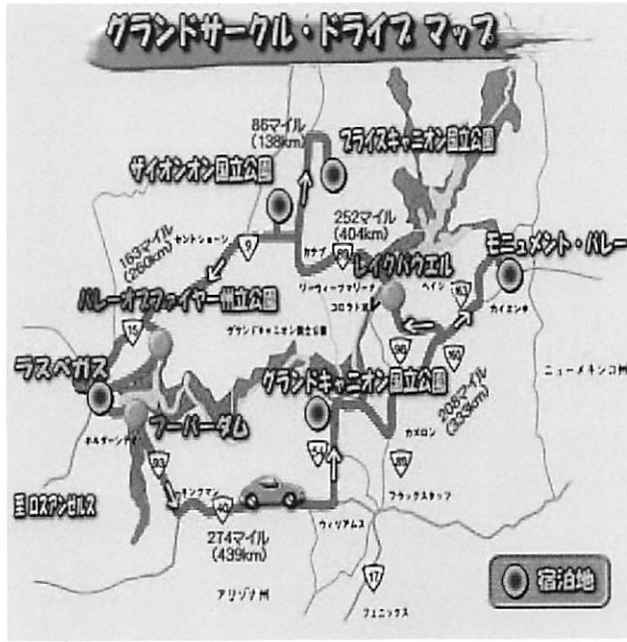 グランドサークル・ドライブ マップ
86マイル
(138km)
ブライスキャニオン国立公園
ザイオンオン国立公園
252マイル
(404km)
163マイル
(260km)
セントジョージ
9
カナブ
89
レイクパウエル
モニュメント・バレー
リーウィーブマリーナ
ペイジ
163
コロラド川
カイエンタ
バレーオブファイヤー州立公園
15
グランドキャニオン国立公園
98
160
ニューメキシコ州
ラスベガス
グランドキャニオン国立公園
208マイル
(333km)
フーバーダム
ボルダーシティ
カメロン
93
64
89
至ロスアンゼルス
キングマン
40
フラッグスタッフ
274マイル
(439km)
ウィリアムス
アリゾナ州
17
フェニックス
宿泊地